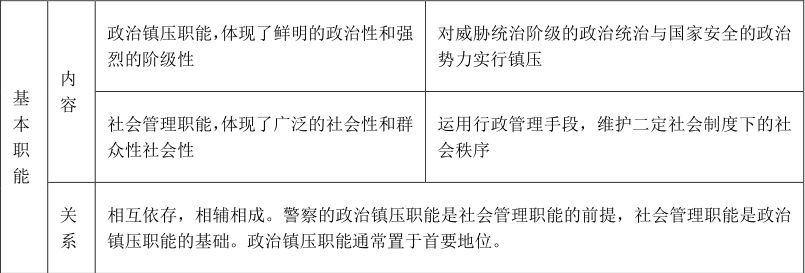 基本职能
内容
政治镇压职能，体现了鲜明的政治性和强
烈的阶级性
对威胁统治阶级的政治统治与国家安全的政治
势力实行镇压
社会管理职能，体现了广泛的社会性和群
众性社会性
运用行政管理手段，维护二定社会制度下的社
会秩序
关系
相互依存，相辅相成。警察的政治镇压职能是社会管理职能的前提，社会管理职能是政治
镇压职能的基础。政治镇压职能通常置于首要地位。